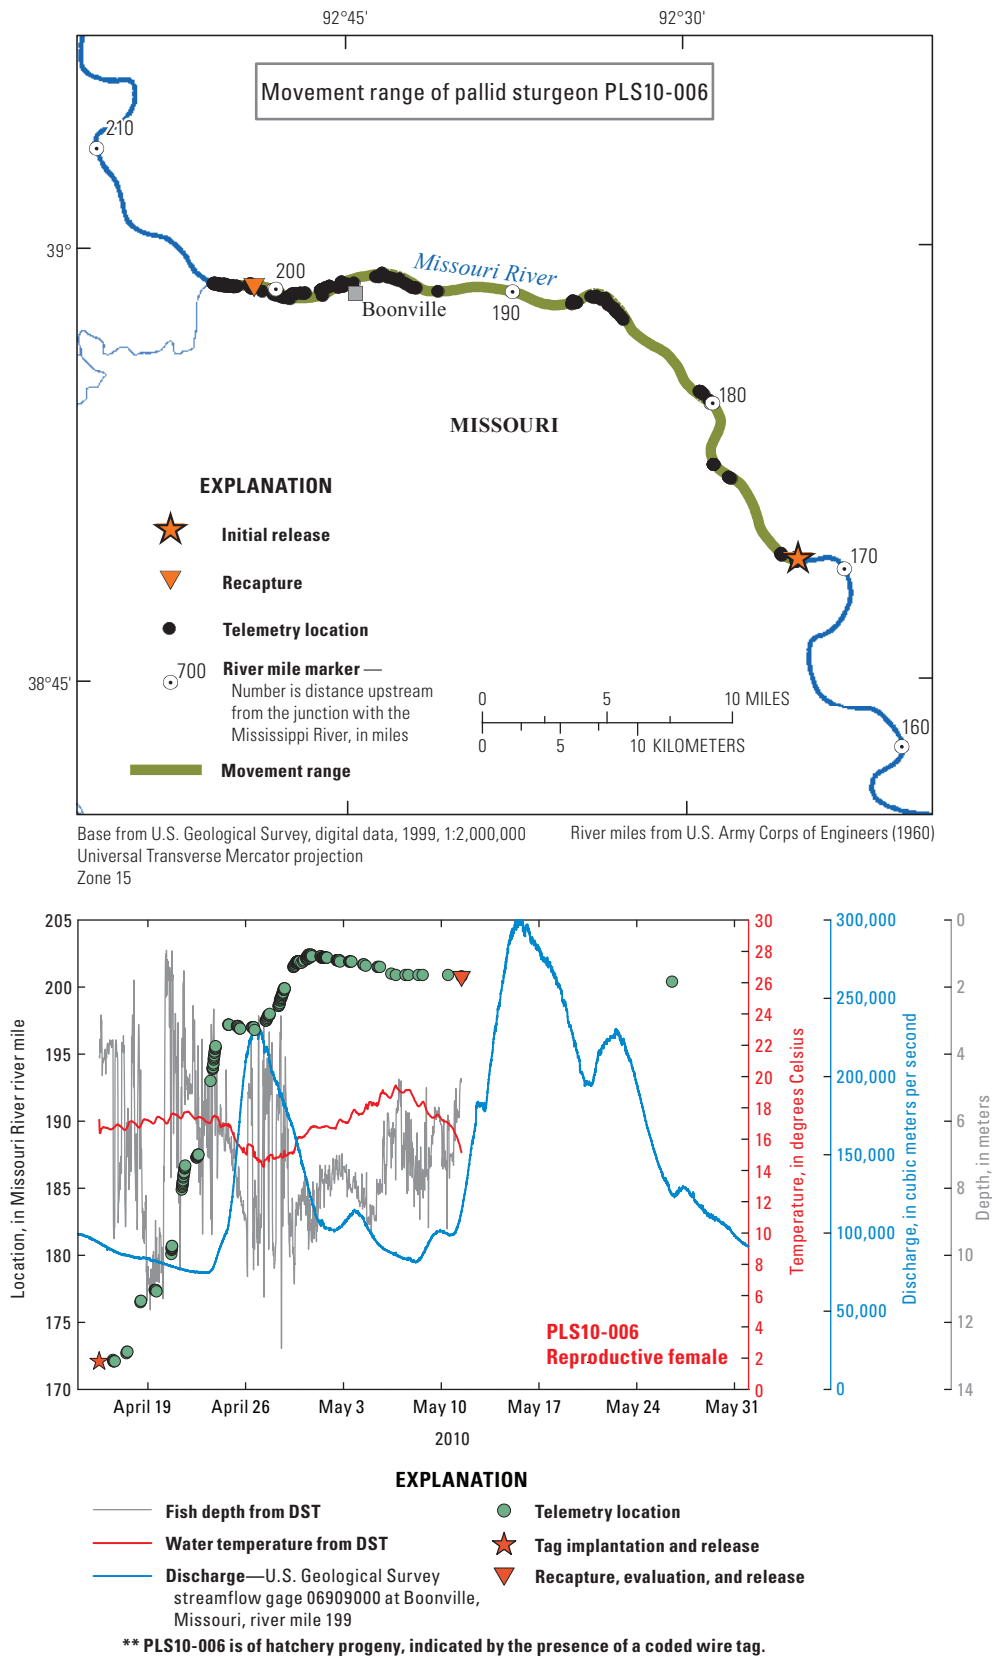 92°45'
92°30'
Movement range of pallid sturgeon PLS10-006
210
39°
Missouri River
200
190
Boonville
180
MISSOURI
EXPLANATION
Initial release
170
Recapture
Telemetry location
700
River mile marker —
Number is distance upstream
from the junction with the
Mississippi River, in miles
38°45'
0 5 10 MILES
0 5 10 KILOMETERS
160
Movement range
Base from U.S. Geological Survey, digital data, 1999, 1:2,000,000
Universal Transverse Mercator projection
Zone 15
River miles from U.S. Army Corps of Engineers (1960)
Location, in Missouri River river mile
205
200
195
190
185
180
175
170
30
28
26
24
22
20
18
16
14
12
10
8
6
4
2
0
Temperature, in degrees Celsius
300,000
250,000
200,000
150,000
100,000
50,000
0
Discharge, in cubic meters per second
0
2
4
6
8
10
12
14
Depth, in meters
PLS10-006
Reproductive female
April 19 April 26 May 3 May 10 May 17 May 24 May 31
2010
EXPLANATION
Fish depth from DST
Water temperature from DST
Discharge—U.S. Geological Survey
streamflow gage 06909000 at Boonville,
Missouri, river mile 199
Telemetry location
Tag implantation and release
Recapture, evaluation, and release
** PLS10-006 is of hatchery progeny, indicated by the presence of a coded wire tag.